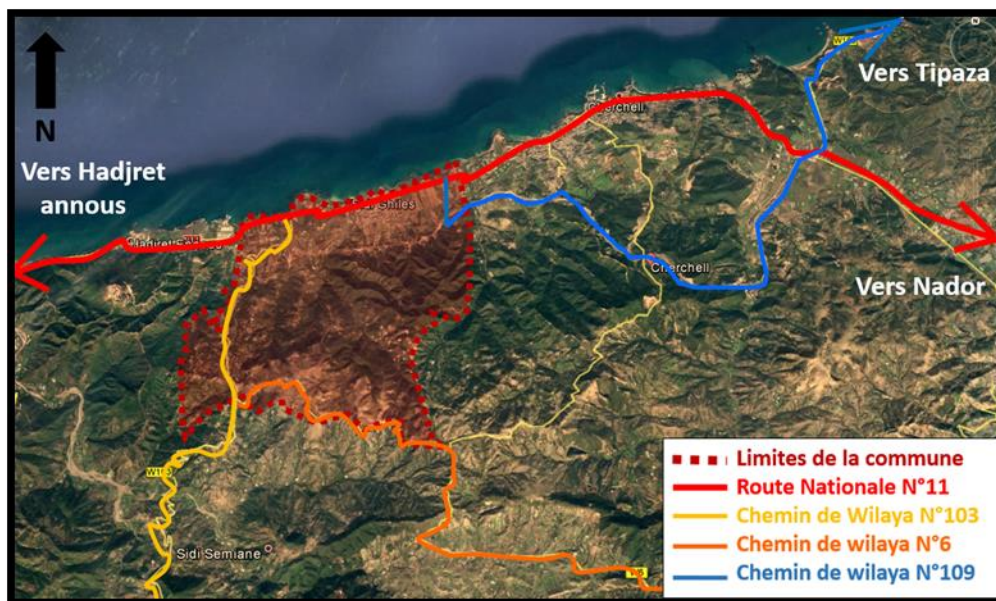 N
Vers Tipaza
Cherchell
Vers Hadjret
annous
Cherchell
Vers Nador
Limites de la commune
Route Nationale N°11
Chemin de Wilaya N°103
Chemin de wilaya N°6
Chemin de wilaya N°109
Sidi Semiane
N